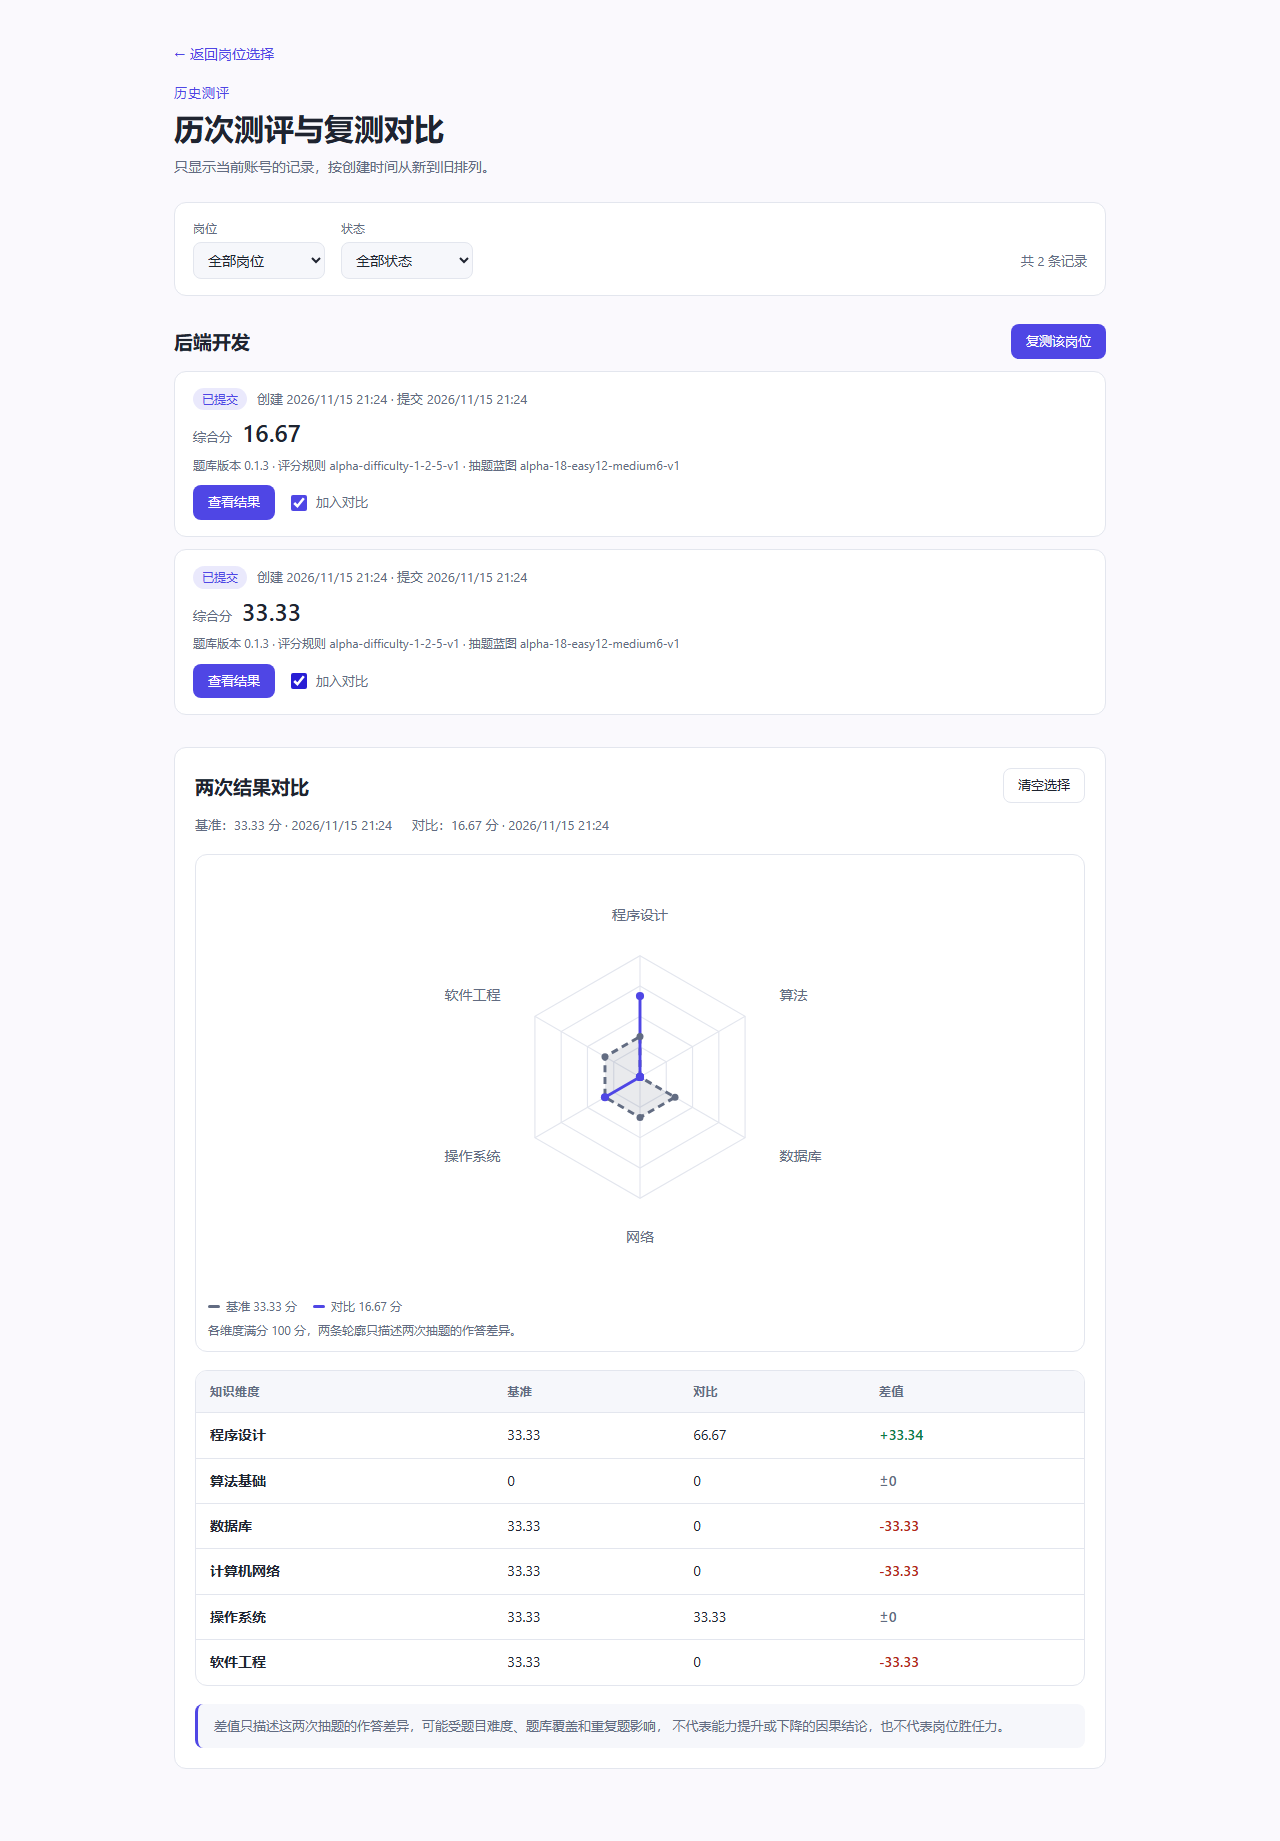 ← 返回岗位选择
历史测评
历次测评与复测对比
只显示当前账号的记录，按创建时间从新到旧排列。
岗位 状态
全部岗位 全部状态 共 2 条记录
后端开发 复测该岗位
已提交 创建 2026/11/15 21:24 · 提交 2026/11/15 21:24
综合分 16.67
题库版本 0.1.3 · 评分规则 alpha-difficulty-1-2-5-v1 · 抽题蓝图 alpha-18-easy12-medium6-v1
查看结果 加入对比
已提交 创建 2026/11/15 21:24 · 提交 2026/11/15 21:24
综合分 33.33
题库版本 0.1.3 · 评分规则 alpha-difficulty-1-2-5-v1 · 抽题蓝图 alpha-18-easy12-medium6-v1
查看结果 加入对比
两次结果对比 清空选择
基准：33.33 分 · 2026/11/15 21:24 对比：16.67 分 · 2026/11/15 21:24
程序设计
软件工程 算法
操作系统 数据库
网络
基准 33.33 分 对比 16.67 分
各维度满分 100 分，两条轮廓只描述两次抽题的作答差异。
知识维度 基准 对比 差值
程序设计 33.33 66.67 +33.34
算法基础 0 0 ±0
数据库 33.33 0 -33.33
计算机网络 33.33 0 -33.33
操作系统 33.33 33.33 ±0
软件工程 33.33 0 -33.33
差值只描述这两次抽题的作答差异，可能受题目难度、题库覆盖和重复题影响， 不代表能力提升或下降的因果结论，也不代表岗位胜任力。